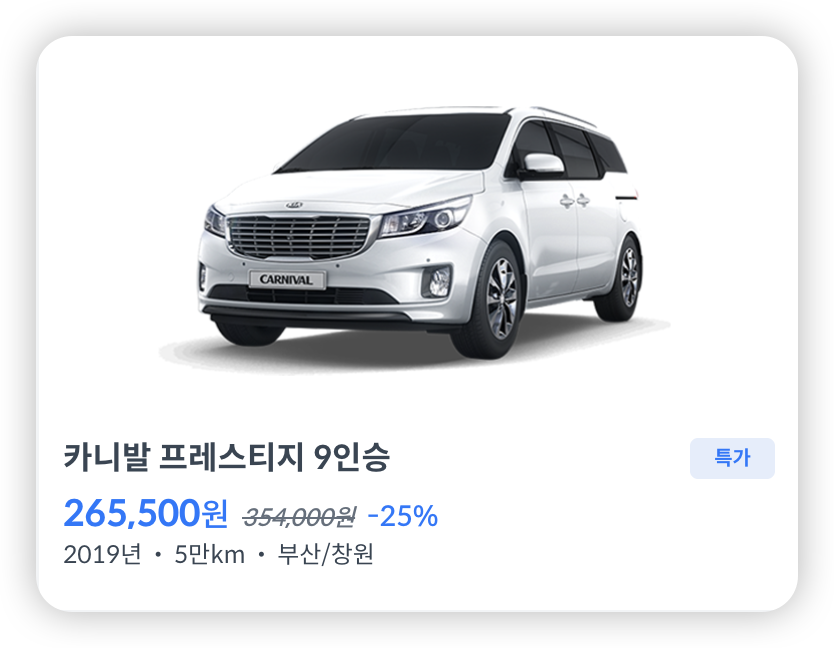 CARNIVAL
카니발 프레스티지 9인승
특가
265,500원 354,000원 -25%
2019년 • 5만km • 부산/창원